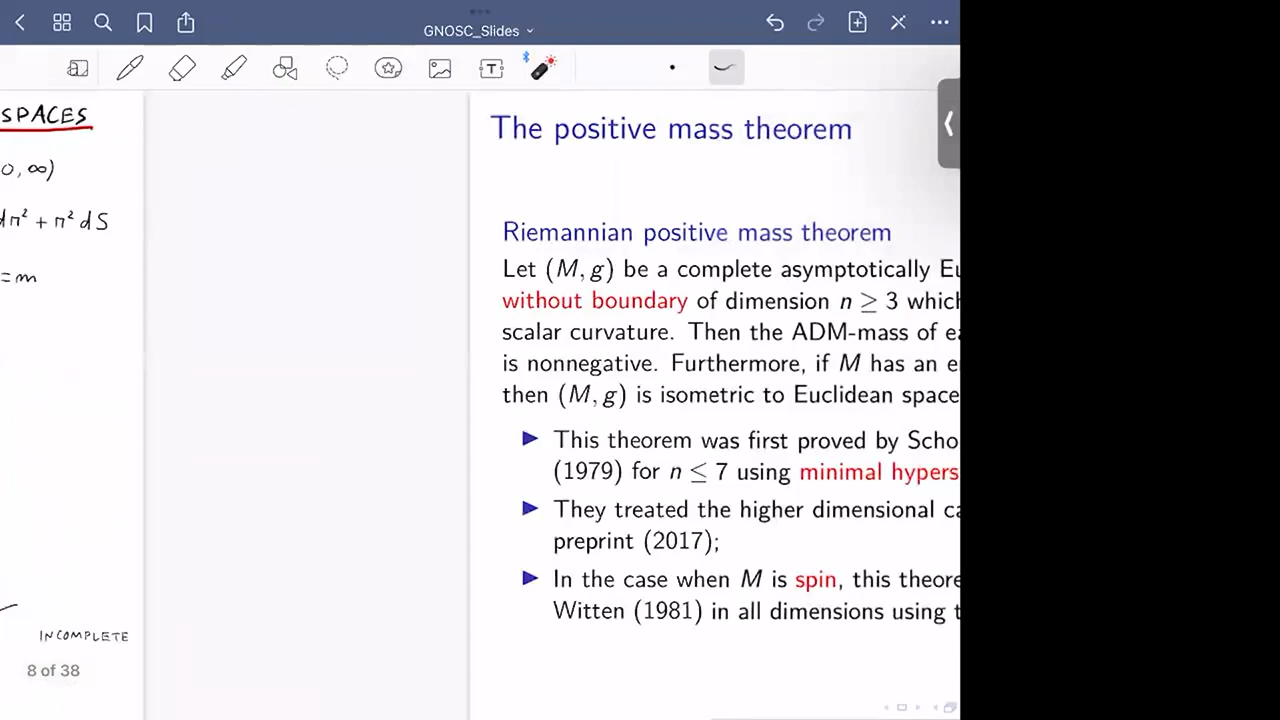 GNOSC_Slides
SPACES
0, ∞)
dr² + r² dS
= m
INCOMPLETE
8 of 38
The positive mass theorem
Riemannian positive mass theorem
Let (M, g) be a complete asymptotically Eu
without boundary of dimension n ≥ 3 which
scalar curvature. Then the ADM-mass of ea
is nonnegative. Furthermore, if M has an e
then (M, g) is isometric to Euclidean space
▶ This theorem was first proved by Scho
(1979) for n ≤ 7 using minimal hypers
▶ They treated the higher dimensional ca
preprint (2017);
▶ In the case when M is spin, this theore
Witten (1981) in all dimensions using t